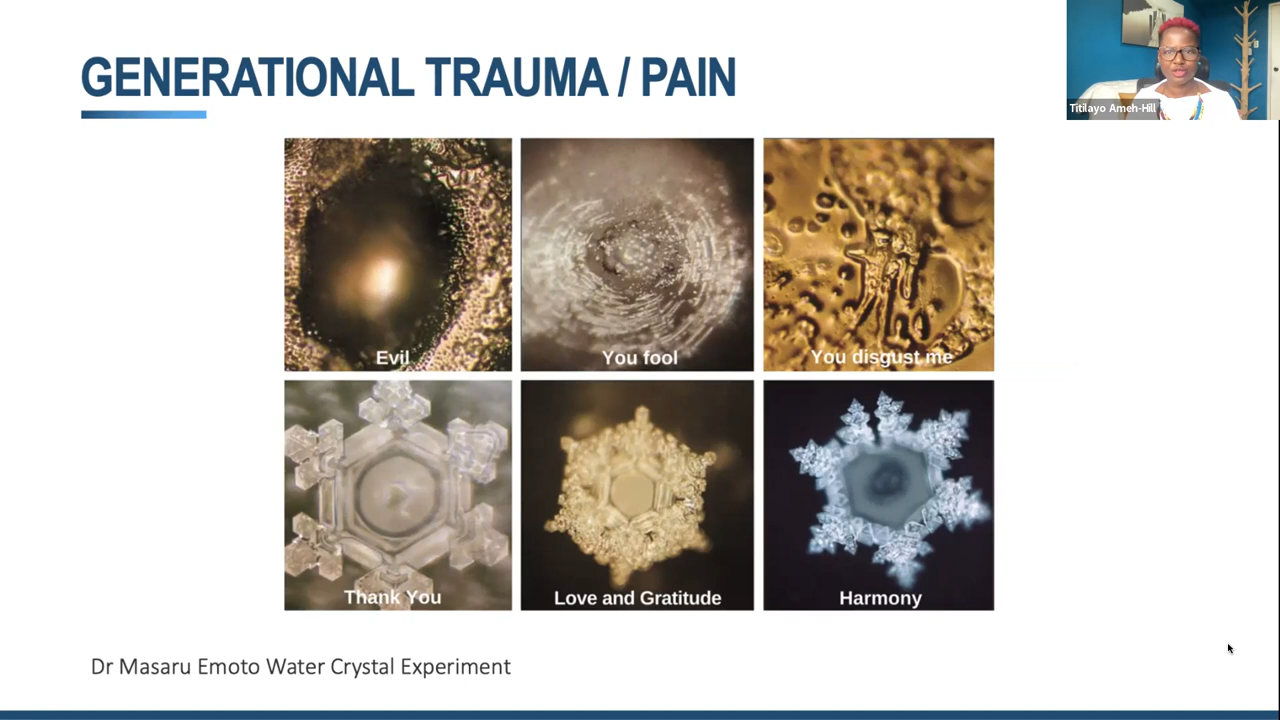 GENERATIONAL TRAUMA / PAIN
Titilayo Ameh-Hill
Evil
You fool
You disgust me
Thank You
Love and Gratitude
Harmony
Dr Masaru Emoto Water Crystal Experiment